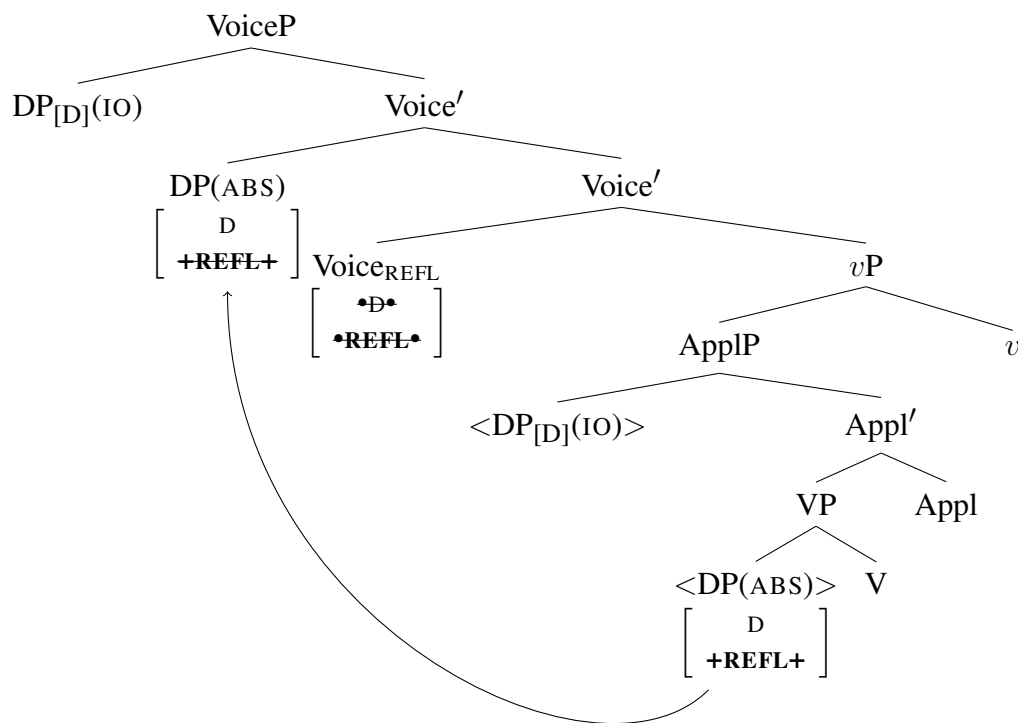 VoiceP
DP[D](IO) Voice′
DP(ABS) Voice′
D
+REFL+
VoiceREFL vP
•D•
•REFL•
ApplP v
<DP[D](IO)> Appl′
VP Appl
<DP(ABS)> V
D
+REFL+